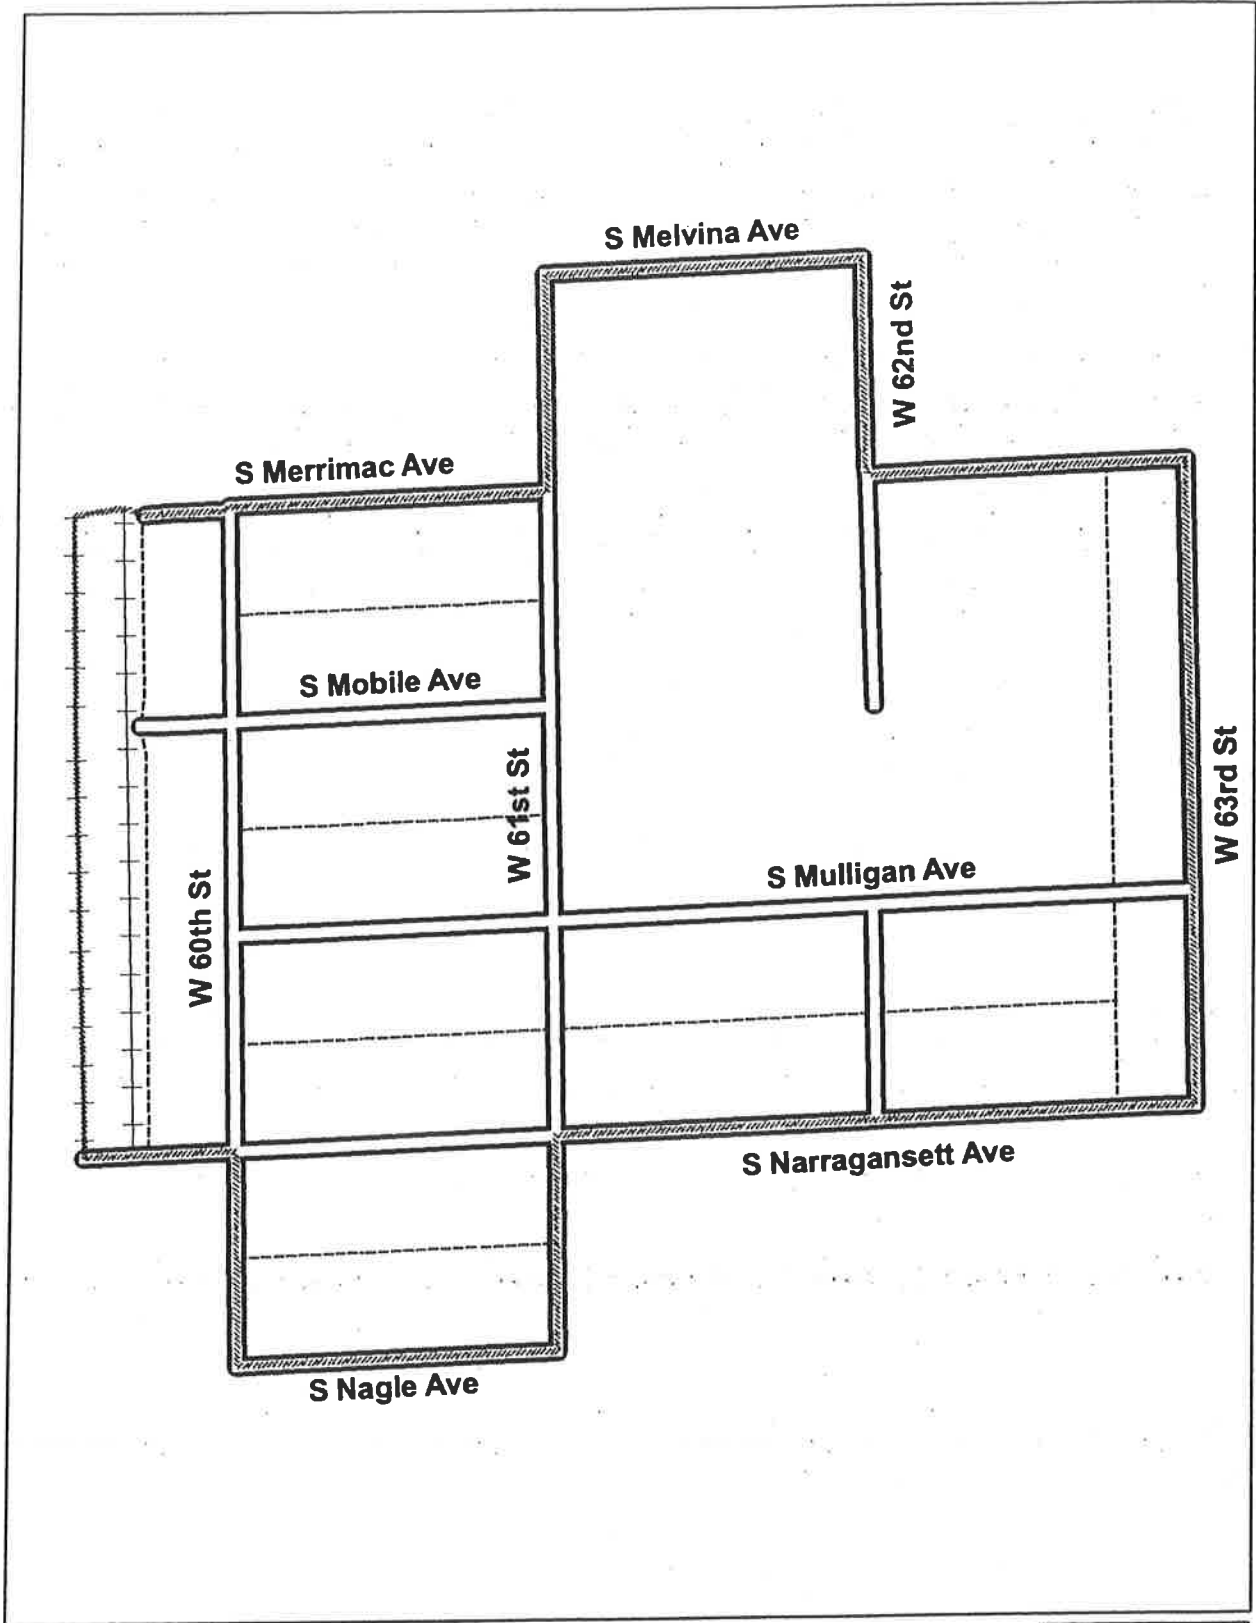 S Melvina Ave
W 62nd St
S Merrimac Ave
S Mobile Ave
W 61st St
W 63rd St
S Mulligan Ave
W 60th St
S Narragansett Ave
S Nagle Ave